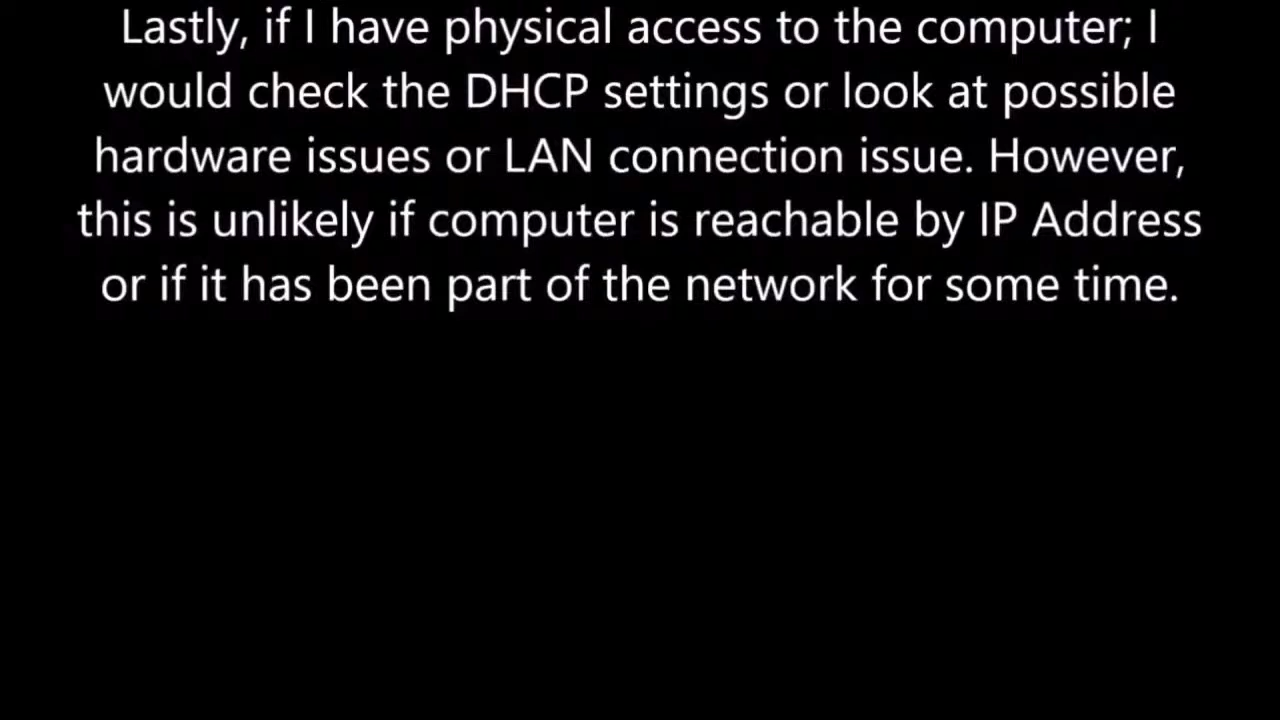 Lastly, if I have physical access to the computer; I
would check the DHCP settings or look at possible
hardware issues or LAN connection issue. However,
this is unlikely if computer is reachable by IP Address
or if it has been part of the network for some time.